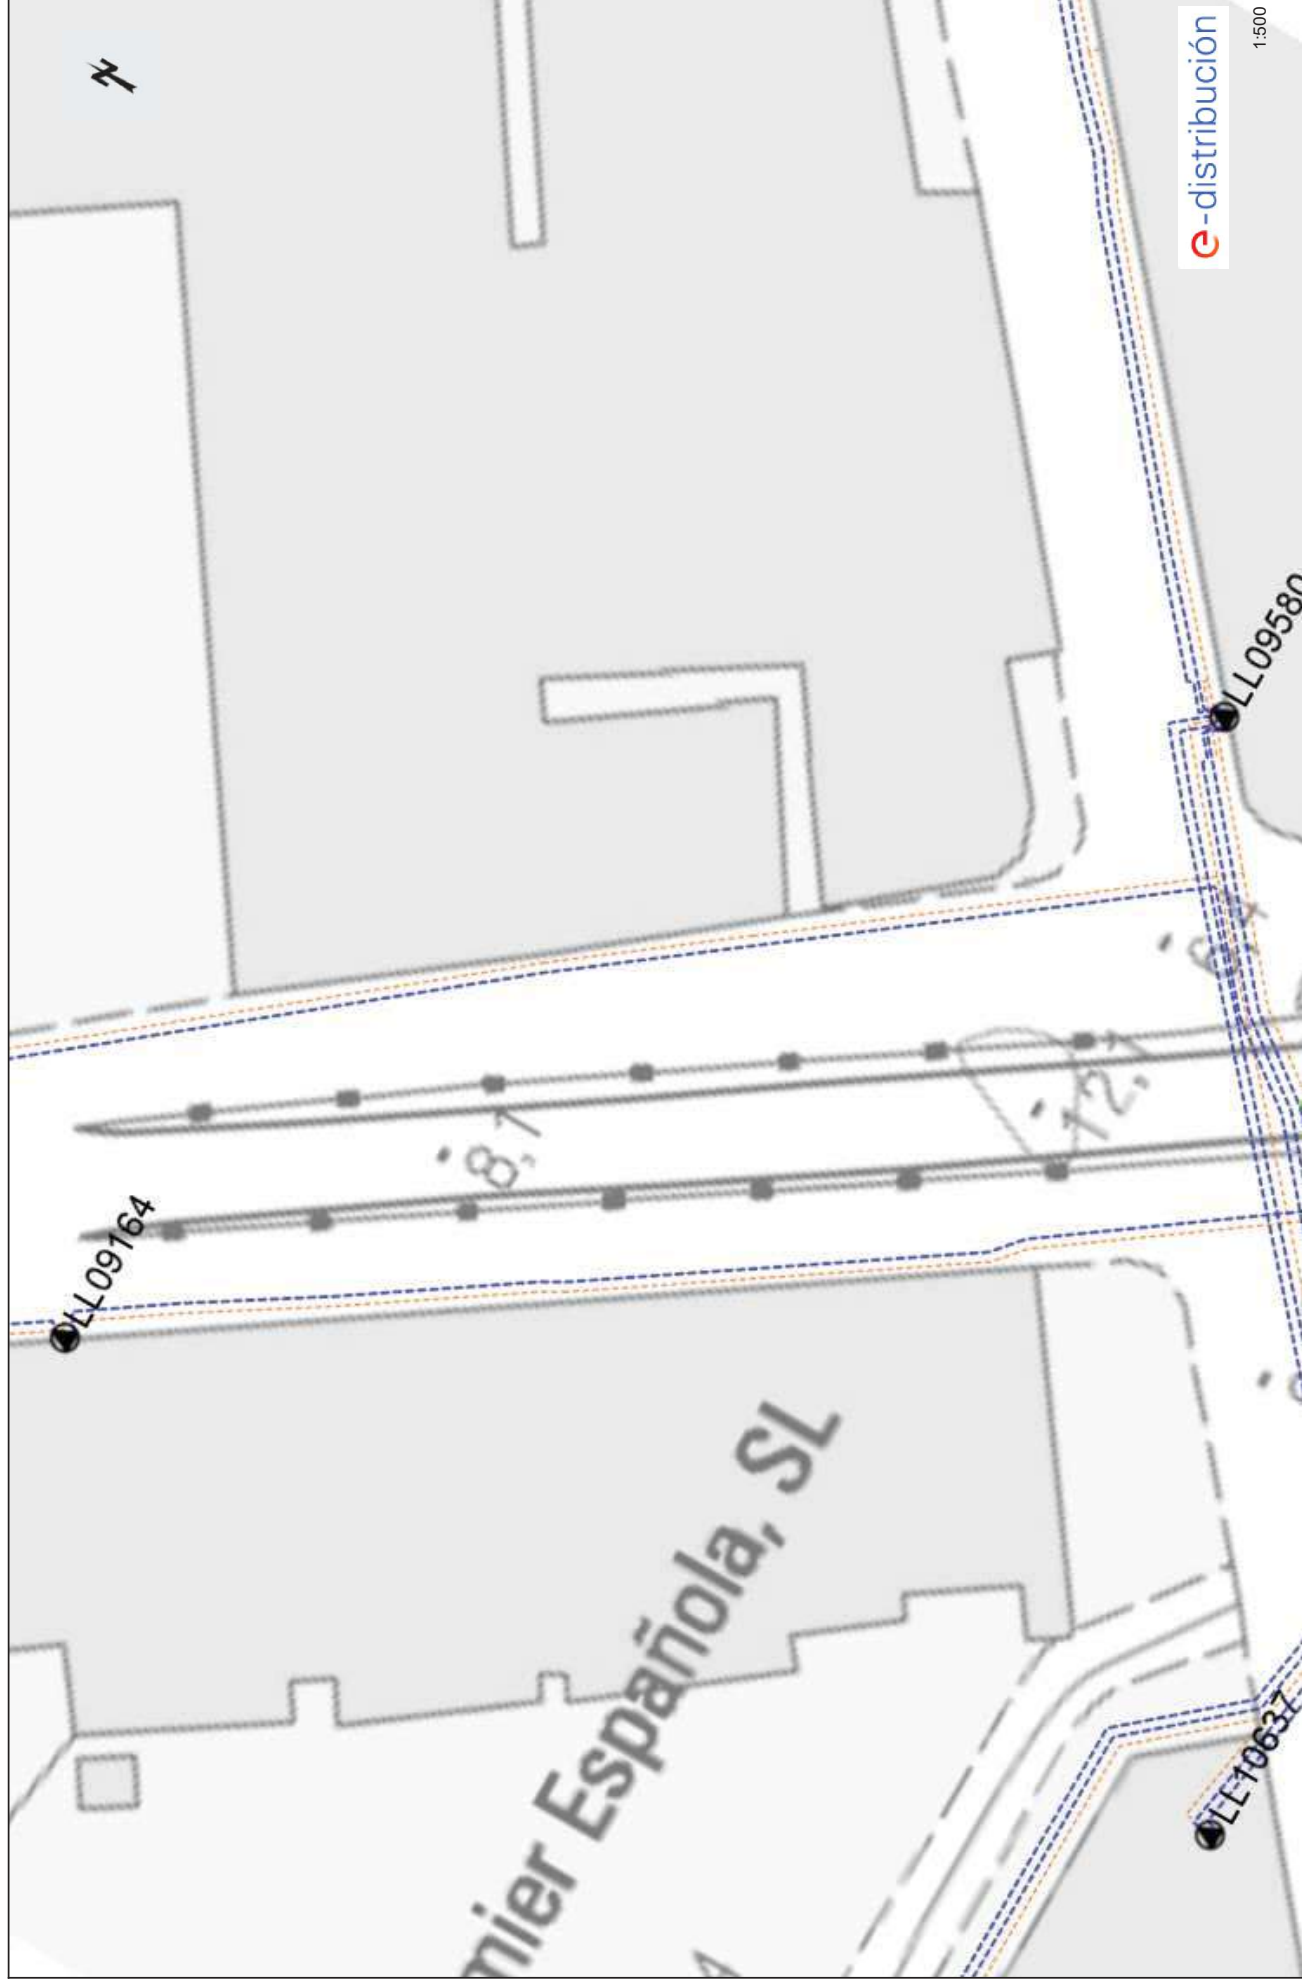 e-distribución
1:500
LL09164
8,1
12,1
LL09580
mier Española, SL
LL10637